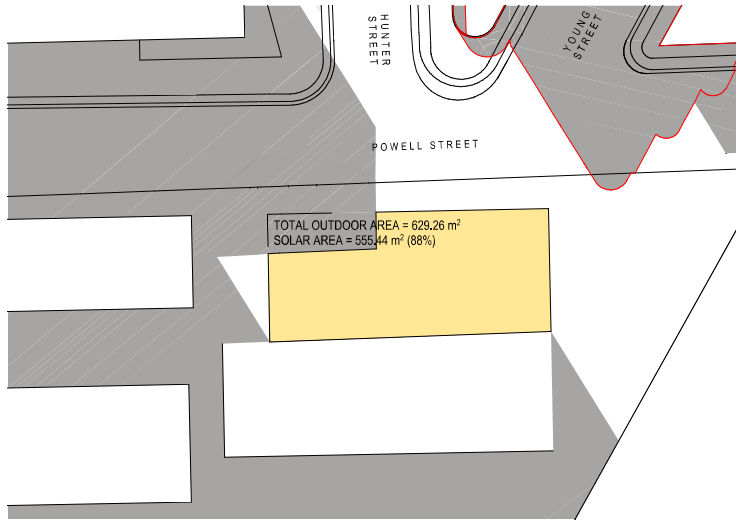 HUNTER
STREET
YOUNG
STREET
POWELL STREET
TOTAL OUTDOOR AREA = 629.26 m²
SOLAR AREA = 555.44 m² (88%)